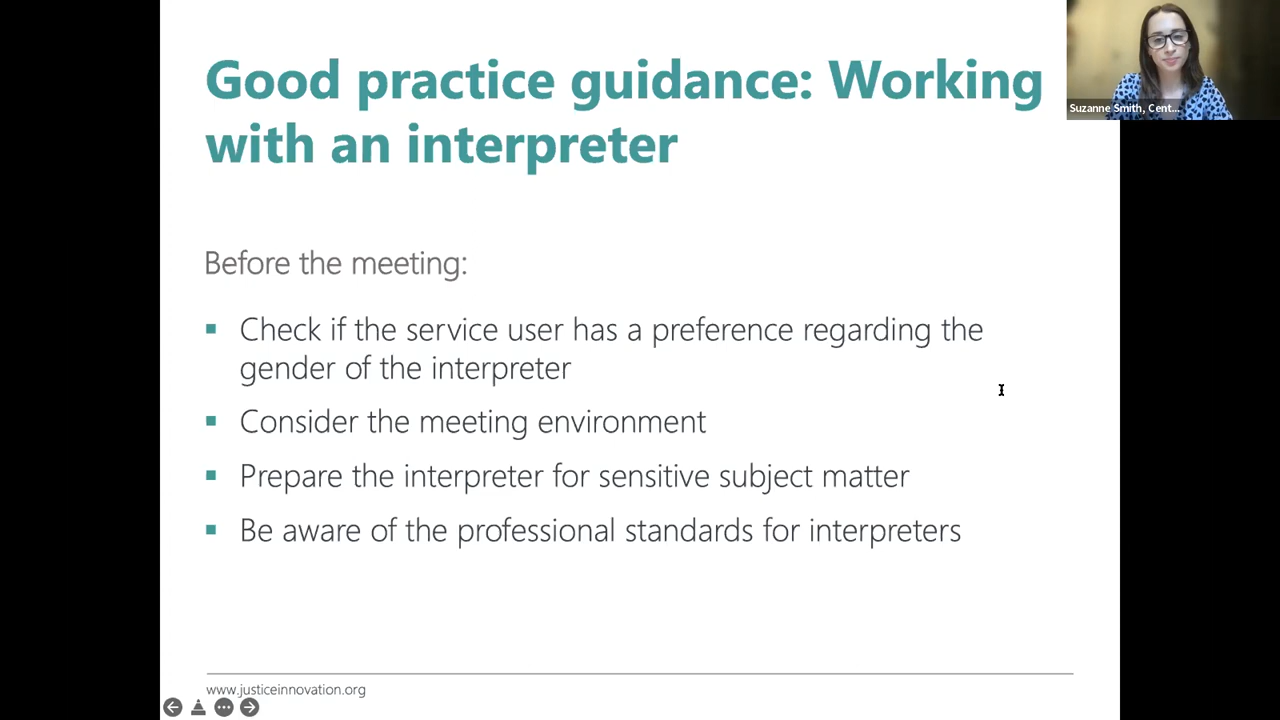 Good practice guidance: Working
with an interpreter
Suzanne Smith, Cent...
Before the meeting:
Check if the service user has a preference regarding the
gender of the interpreter
Consider the meeting environment
Prepare the interpreter for sensitive subject matter
Be aware of the professional standards for interpreters
www.justiceinnovation.org